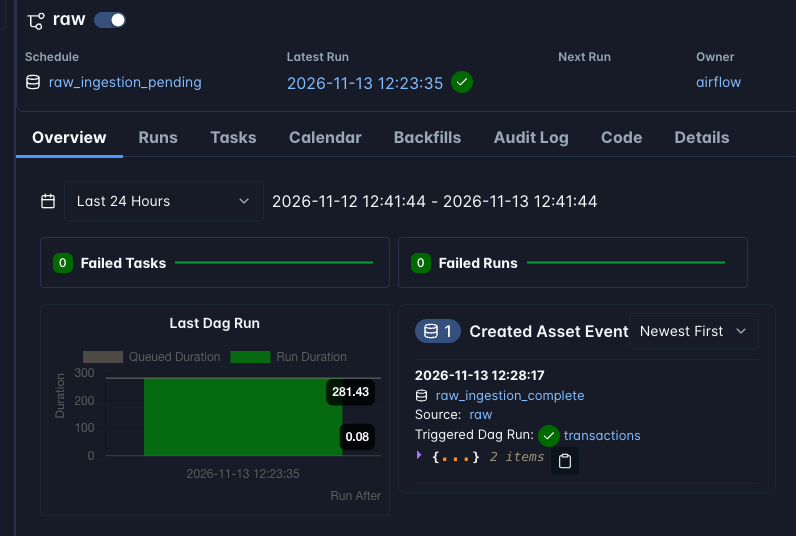 raw
Schedule Latest Run Next Run Owner
raw_ingestion_pending 2026-11-13 12:23:35 airflow
Overview Runs Tasks Calendar Backfills Audit Log Code Details
Last 24 Hours 2026-11-12 12:41:44 - 2026-11-13 12:41:44
0 Failed Tasks
0 Failed Runs
Last Dag Run
Queued Duration Run Duration
Duration
300
200
100
0
281.43
0.08
2026-11-13 12:23:35
Run After
1 Created Asset Event Newest First
2026-11-13 12:28:17
raw_ingestion_complete
Source: raw
Triggered Dag Run: transactions
{...} 2 items